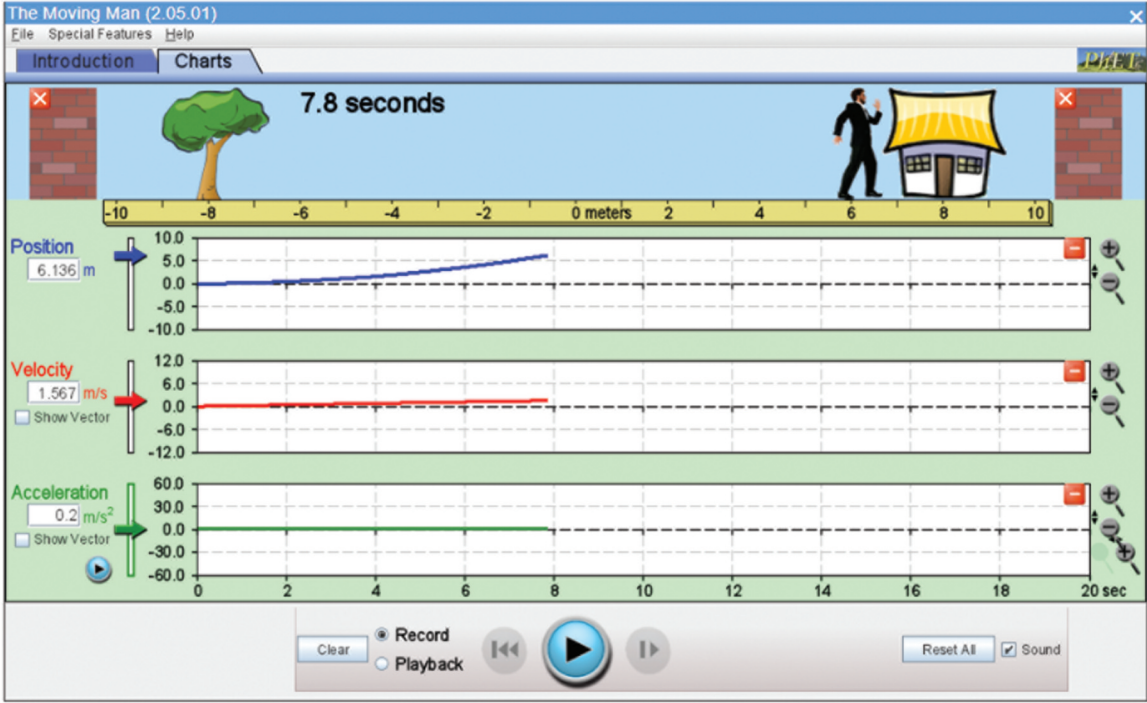 The Moving Man (2.05.01)
File Special Features Help
Introduction Charts
PhET
7.8 seconds
-10 -8 -6 -4 -2 0 meters 2 4 6 8 10
Position
6.136 m
10.0
5.0
0.0
-5.0
-10.0
Velocity
1.567 m/s
Show Vector
12.0
6.0
0.0
-6.0
-12.0
Acceleration
0.2 m/s²
Show Vector
60.0
30.0
0.0
-30.0
-60.0
0 2 4 6 8 10 12 14 16 18 20 sec
Clear
Record
Playback
Reset All
Sound